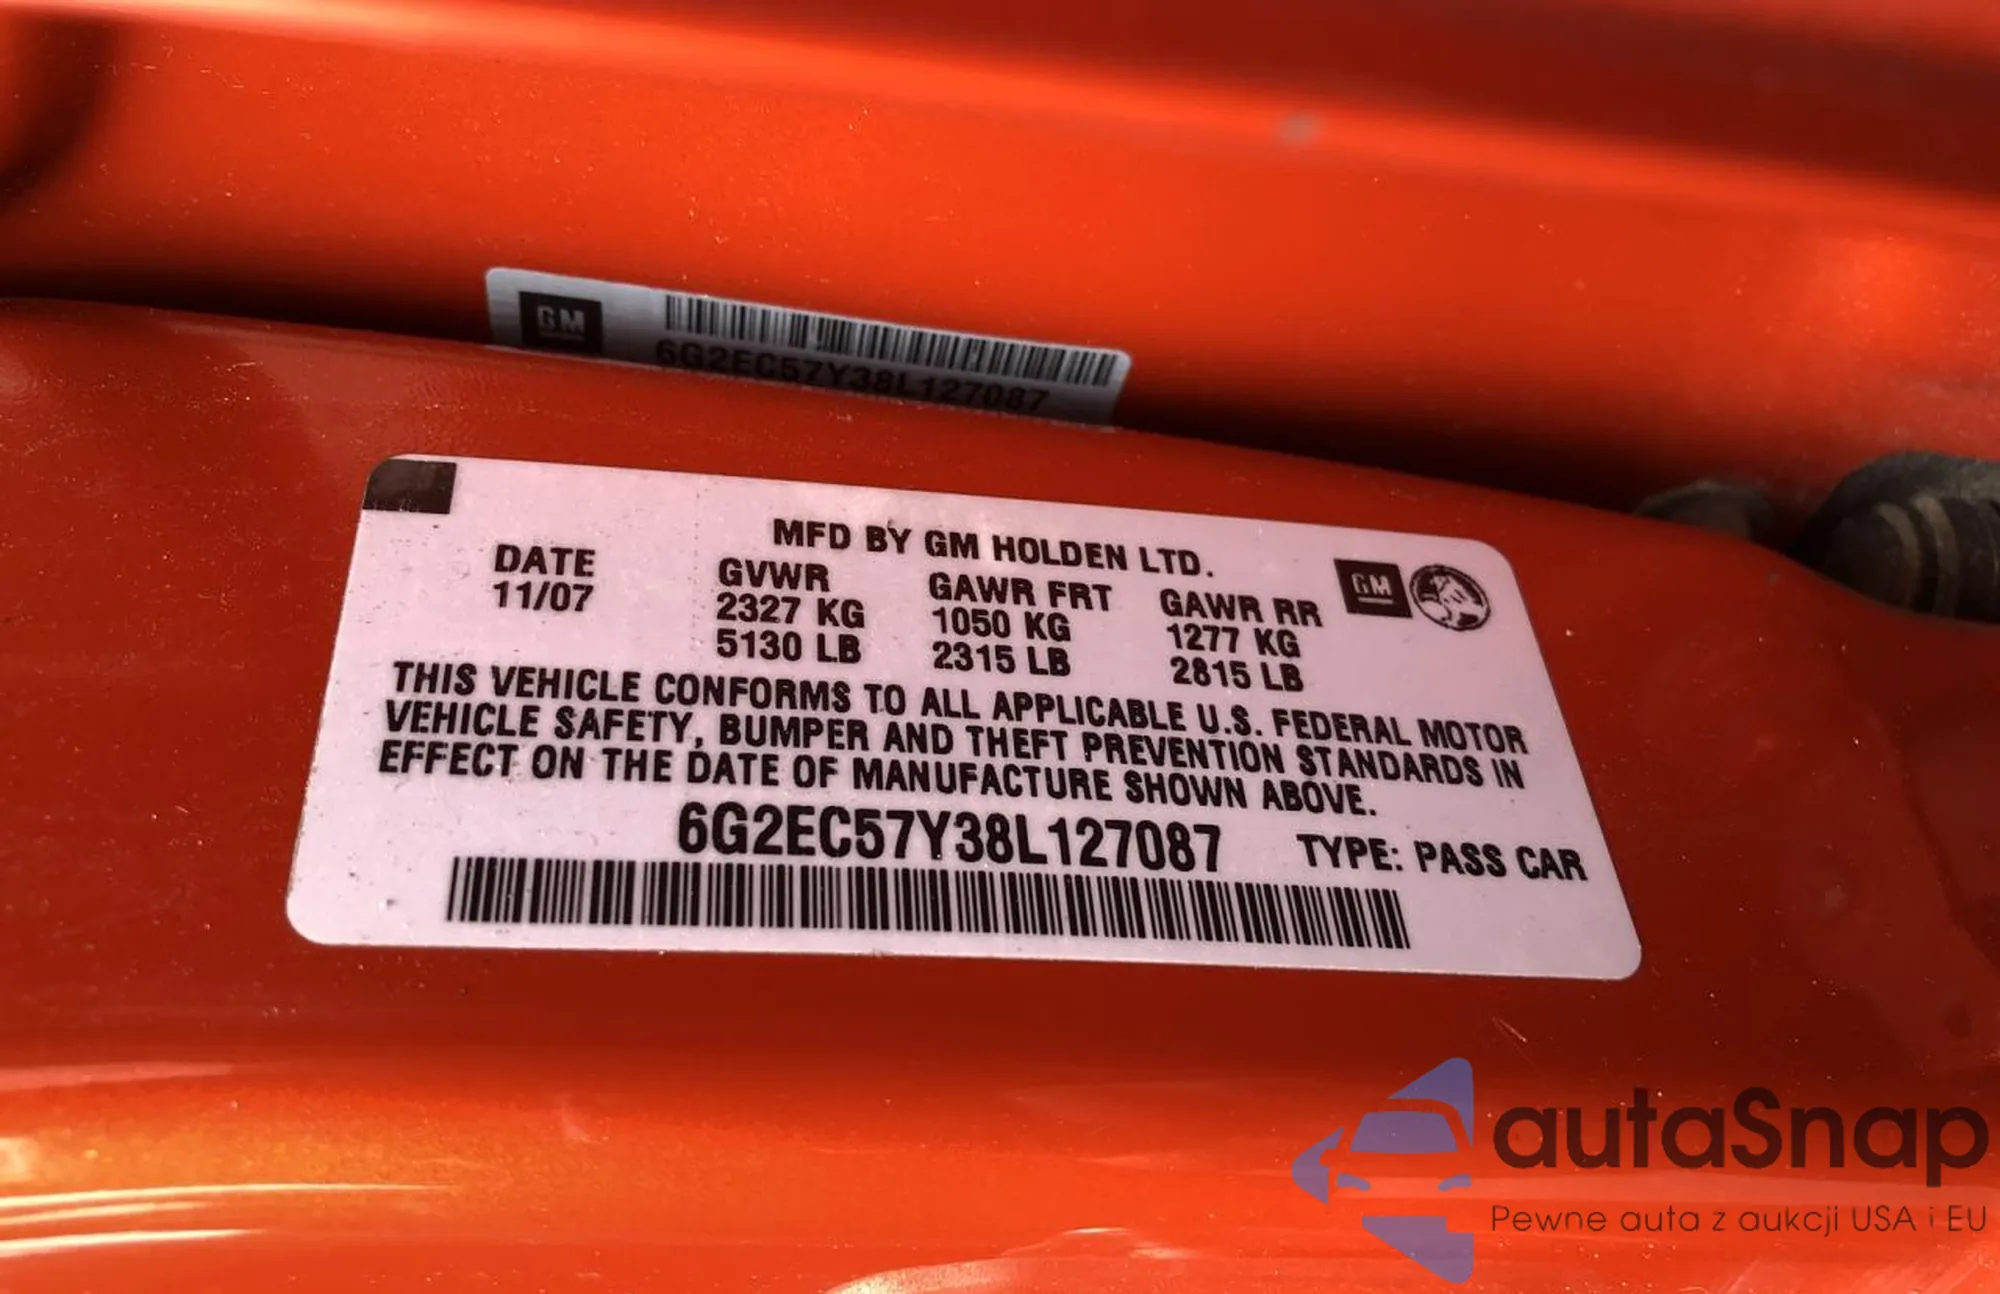 GM
6G2EC57Y38L127087
MFD BY GM HOLDEN LTD.
DATE GVWR GAWR FRT GAWR RR GM
11/07 2327 KG 1050 KG 1277 KG
5130 LB 2315 LB 2815 LB
THIS VEHICLE CONFORMS TO ALL APPLICABLE U.S. FEDERAL MOTOR
VEHICLE SAFETY, BUMPER AND THEFT PREVENTION STANDARDS IN
EFFECT ON THE DATE OF MANUFACTURE SHOWN ABOVE.
6G2EC57Y38L127087 TYPE: PASS CAR
autaSnap
Pewne auta z aukcji USA i EU